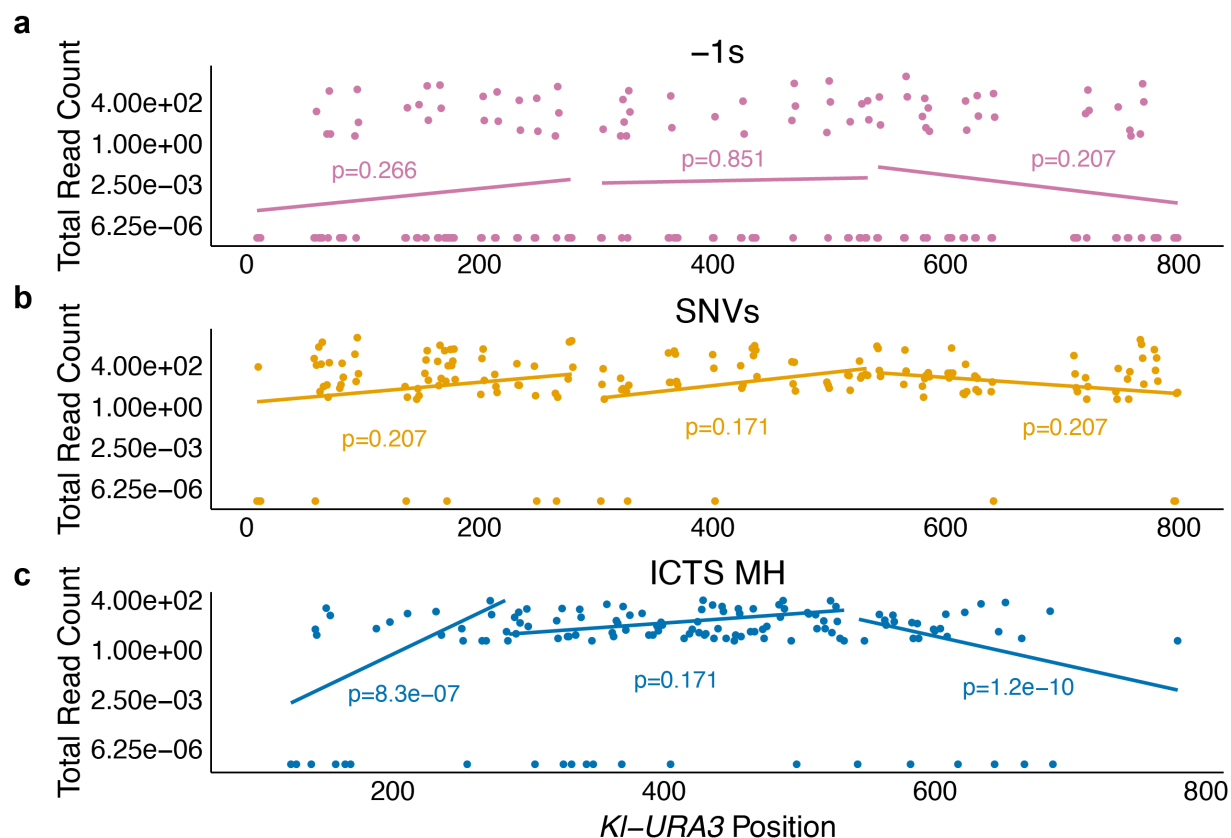 a
−1s
Total Read Count
4.00e+02
1.00e+00
2.50e−03
6.25e−06
p=0.266
p=0.851
p=0.207
0 200 400 600 800
b
SNVs
Total Read Count
4.00e+02
1.00e+00
2.50e−03
6.25e−06
p=0.207
p=0.171
p=0.207
0 200 400 600 800
c
ICTS MH
Total Read Count
4.00e+02
1.00e+00
2.50e−03
6.25e−06
p=8.3e−07
p=0.171
p=1.2e−10
200 400 600 800
Kl−URA3 Position